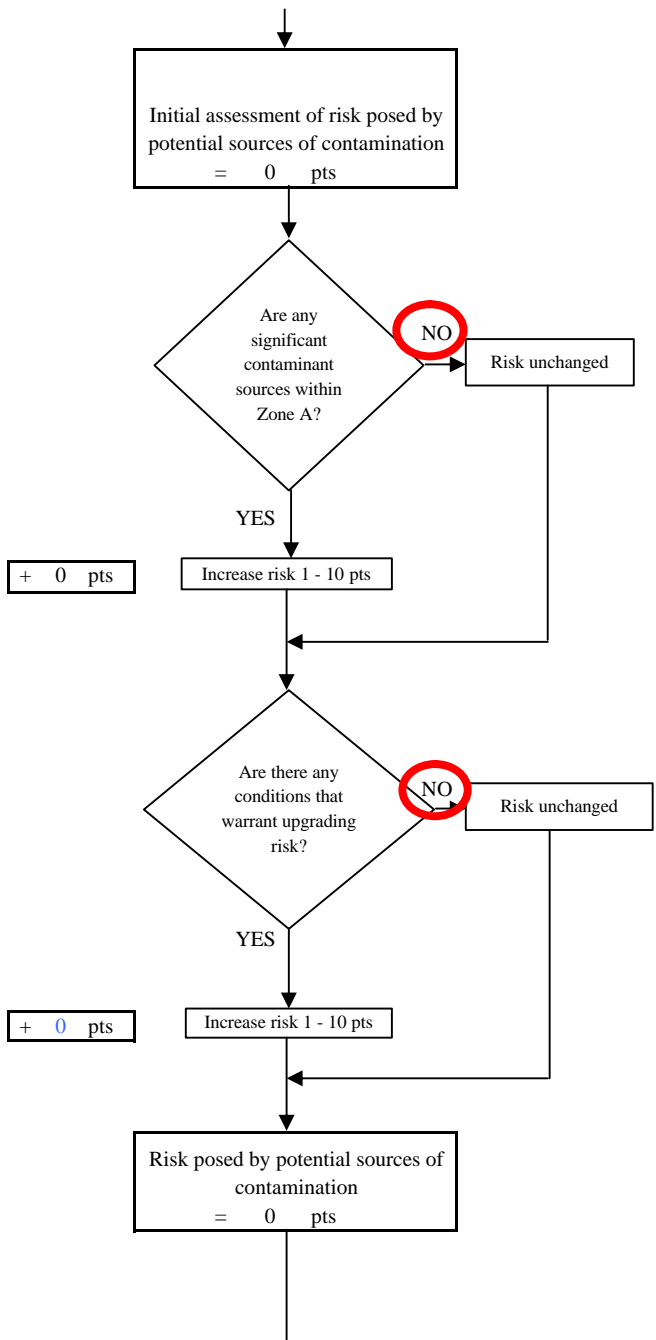 Initial assessment of risk posed by
potential sources of contamination
= 0 pts
Are any
significant
contaminant
sources within
Zone A?
NO
Risk unchanged
YES
+ 0 pts
Increase risk 1 - 10 pts
Are there any
conditions that
warrant upgrading
risk?
NO
Risk unchanged
YES
+ 0 pts
Increase risk 1 - 10 pts
Risk posed by potential sources of
contamination
= 0 pts